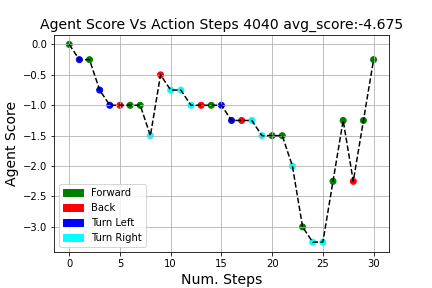 Agent Score Vs Action Steps 4040 avg_score:-4.675
0.0
−0.5
−1.0
−1.5
−2.0
−2.5
−3.0
Agent Score
Forward
Back
Turn Left
Turn Right
0 5 10 15 20 25 30
Num. Steps